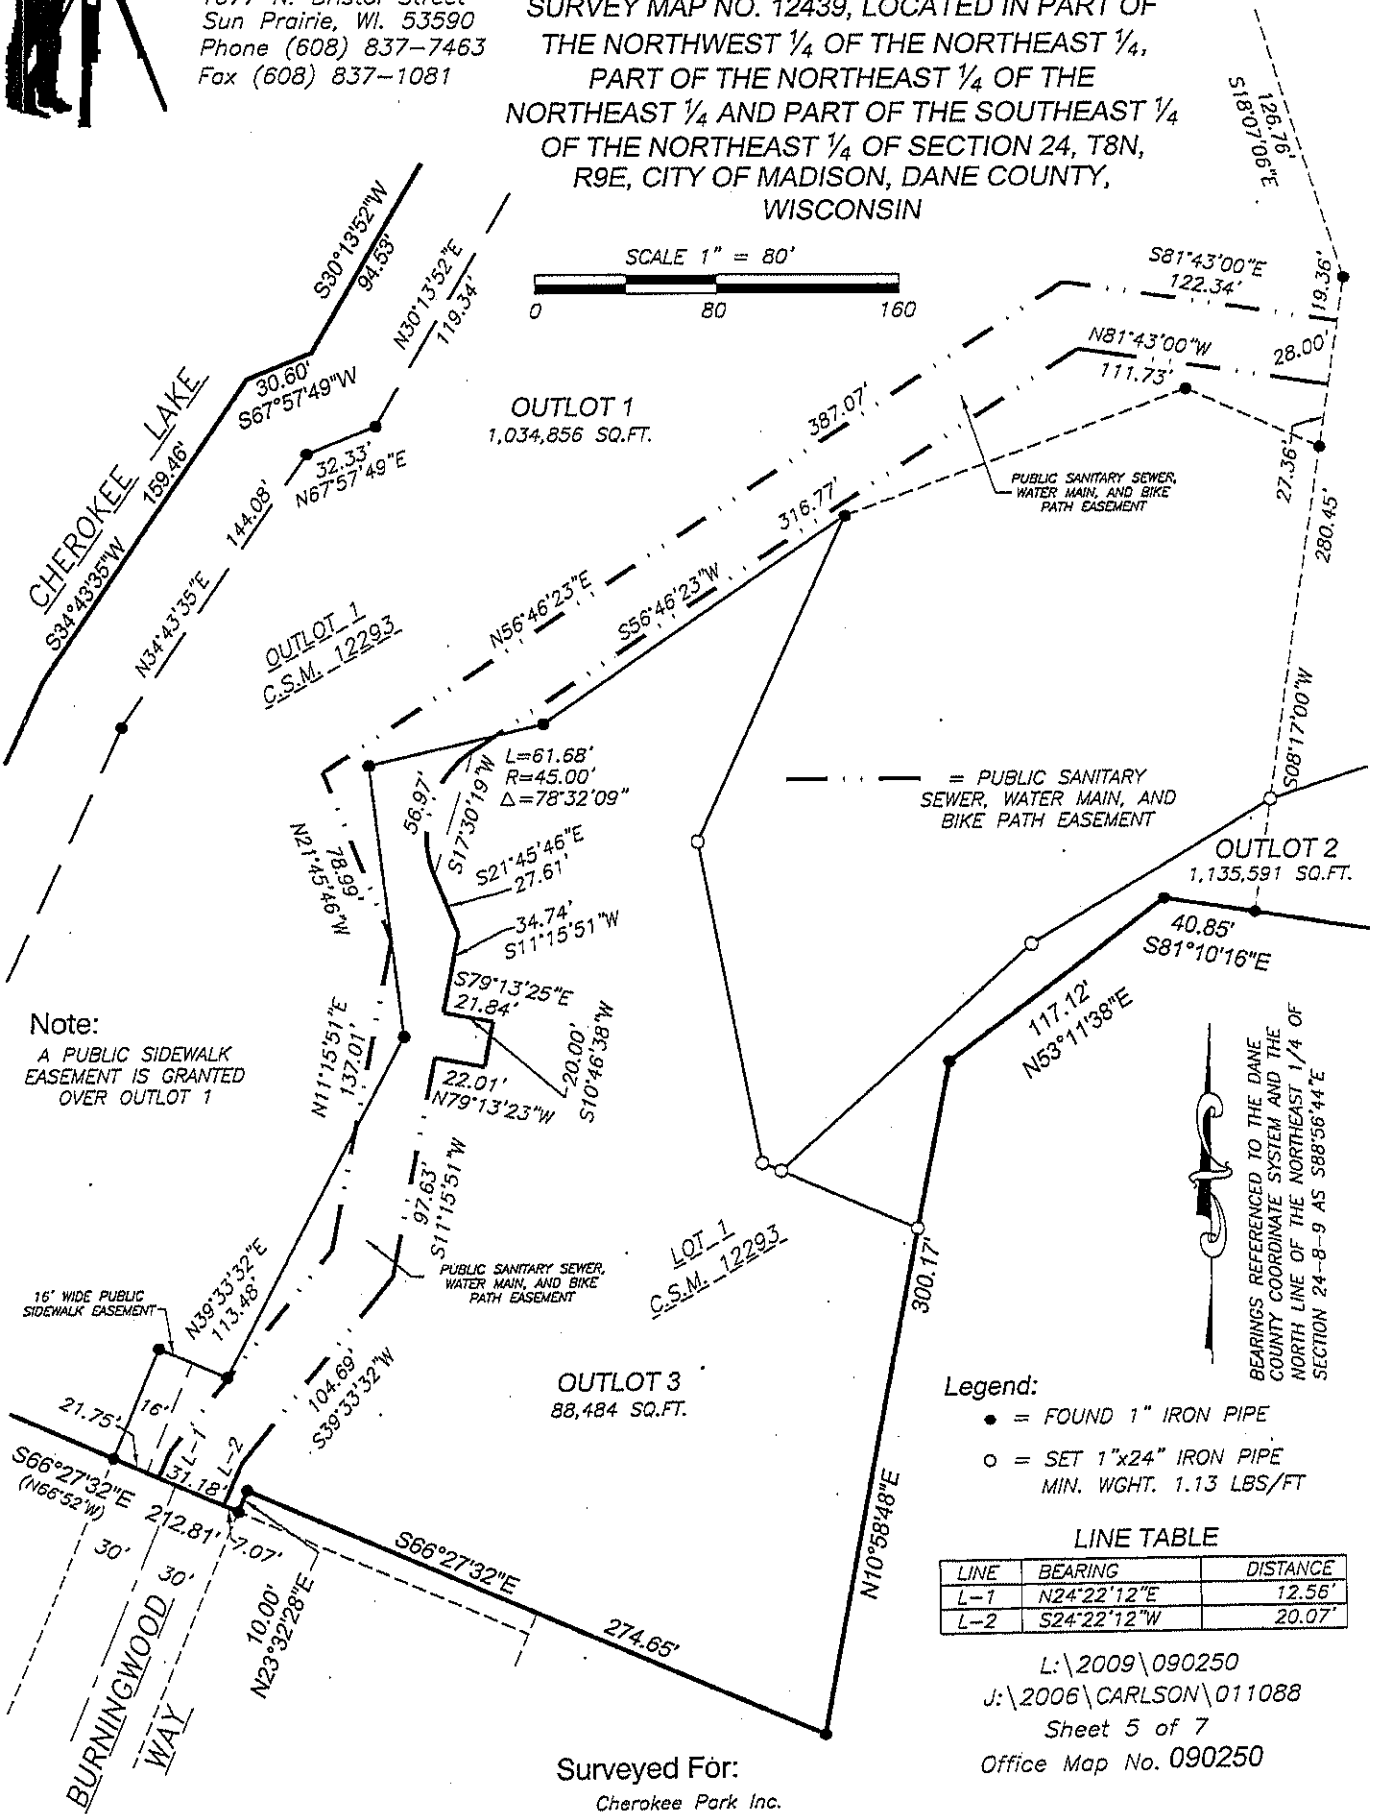 Sun Prairie, WI. 53590
Phone (608) 837-7463
Fax (608) 837-1081
SURVEY MAP NO. 12439, LOCATED IN PART OF
THE NORTHWEST 1/4 OF THE NORTHEAST 1/4,
PART OF THE NORTHEAST 1/4 OF THE
NORTHEAST 1/4 AND PART OF THE SOUTHEAST 1/4
OF THE NORTHEAST 1/4 OF SECTION 24, T8N,
R9E, CITY OF MADISON, DANE COUNTY,
WISCONSIN
126.76'
S18°07'06"E
SCALE 1" = 80'
0 80 160
S30°13'52"W
94.53'
N30°13'52"E
119.34'
S81°43'00"E
122.34'
19.36'
N81°43'00"W
111.73'
28.00'
30.60'
S67°57'49"W
CHEROKEE LAKE
159.46'
S34°43'35"W
32.33'
N67°57'49"E
144.08'
N34°43'35"E
OUTLOT 1
1,034,856 SQ.FT.
387.07'
N56°46'23"E
316.77'
S56°46'23"W
PUBLIC SANITARY SEWER,
WATER MAIN, AND BIKE
PATH EASEMENT
27.36'
280.45'
S08°17'00"W
OUTLOT 1
C.S.M. 12293
L=61.68'
R=45.00'
Δ=78°32'09"
56.97'
S17°30'19"W
= PUBLIC SANITARY
SEWER, WATER MAIN, AND
BIKE PATH EASEMENT
78.99'
N21°45'46"W
S21°45'46"E
27.61'
34.74'
S11°15'51"W
OUTLOT 2
1,135,591 SQ.FT.
40.85'
S81°10'16"E
117.12'
N53°11'38"E
S79°13'25"E
21.84'
20.00'
S10°46'38"W
22.01'
N79°13'23"W
N11°15'51"E
137.01'
Note:
A PUBLIC SIDEWALK
EASEMENT IS GRANTED
OVER OUTLOT 1
97.63'
S11°15'51"W
BEARINGS REFERENCED TO THE DANE
COUNTY COORDINATE SYSTEM AND THE
NORTH LINE OF THE NORTHEAST 1/4 OF
SECTION 24-8-9 AS S88°56'44"E
LOT 1
C.S.M. 12293
300.17'
N10°58'48"E
PUBLIC SANITARY SEWER,
WATER MAIN, AND BIKE
PATH EASEMENT
16' WIDE PUBLIC
SIDEWALK EASEMENT
N39°33'32"E
113.48'
104.69'
S39°33'32"W
OUTLOT 3
88,484 SQ.FT.
21.75'
16'
L-1
31.18'
L-2
S66°27'32"E
(N66°52'W)
212.81'
7.07'
30'
30'
10.00'
N23°32'28"E
S66°27'32"E
274.65'
BURNINGWOOD
WAY
Legend:
● = FOUND 1" IRON PIPE
○ = SET 1"x24" IRON PIPE
MIN. WGHT. 1.13 LBS/FT
LINE TABLE
LINE BEARING DISTANCE
L-1 N24°22'12"E 12.56'
L-2 S24°22'12"W 20.07'
L:\2009\090250
J:\2006\CARLSON\011088
Sheet 5 of 7
Office Map No. 090250
Surveyed For:
Cherokee Park Inc.